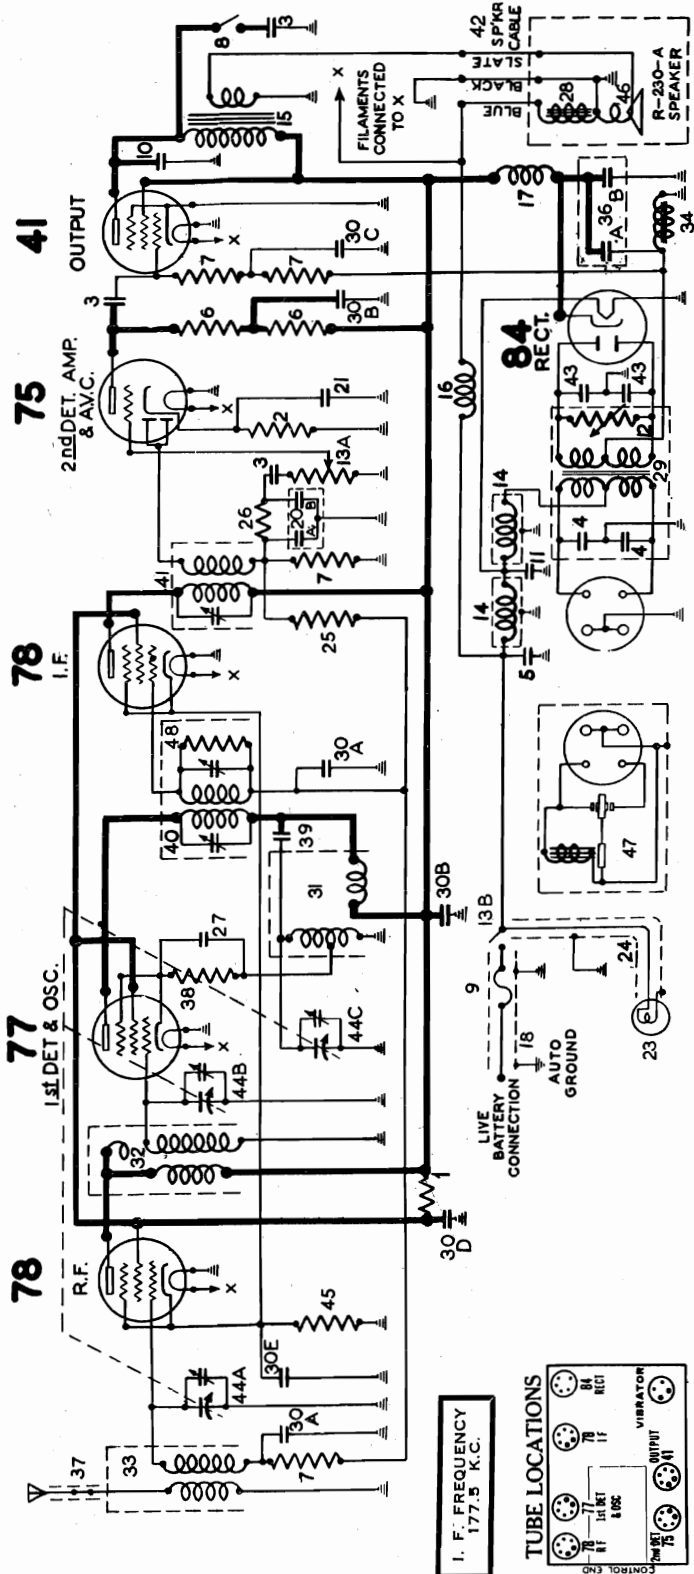 78
R.F.
77
1st DET & OSC.
78
I.F.
75
2nd DET. AMP.
& A.V.C.
41
OUTPUT
84
RECT.
37
33
44A
30
A
7
30E
45
32
44B
38
27
44C
31
39
40
48
30
A
41
25
7
26
20
A
B
3
13A
2
21
3
6
6
30
B
7
7
30
C
10
15
8
3
X
X
X
X
X
X
FILAMENTS
CONNECTED
TO X
42
SP'KR
CABLE
SLATE
BLACK
BLUE
28
46
R-230-A
SPEAKER
30
D
1
30B
17
36
A
B
34
16
14
14
11
5
43
43
12
29
4
4
47
LIVE
BATTERY
CONNECTION
9
18
AUTO
GROUND
13B
24
23
I. F. FREQUENCY
177.5 K.C.
TUBE LOCATIONS
78
RF
77
1st DET
& OSC
78
IF
84
RECT
2nd DET
75
OUTPUT
41
VIBRATOR
CONTROL END